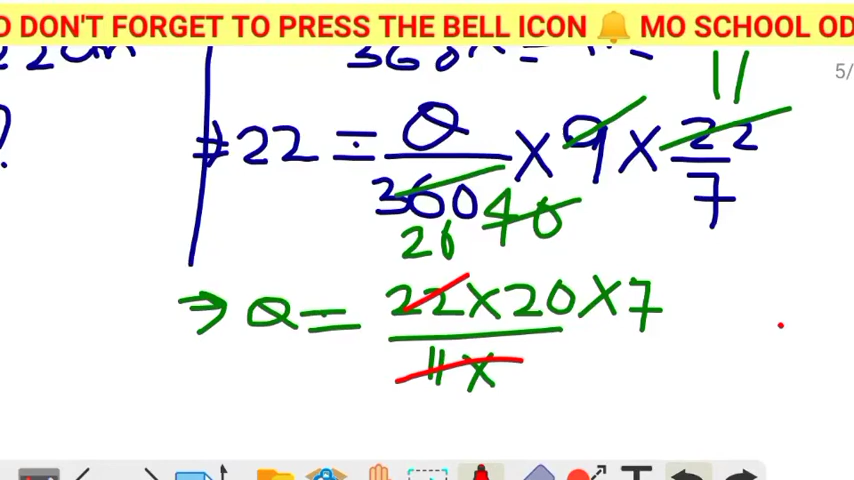 D DON'T FORGET TO PRESS THE BELL ICON 🔔 MO SCHOOL OD
5/
11
⇒ 22 = θ/360 × 9 × 22/7
20 40
⇒ θ = 22 × 20 × 7
11 ×